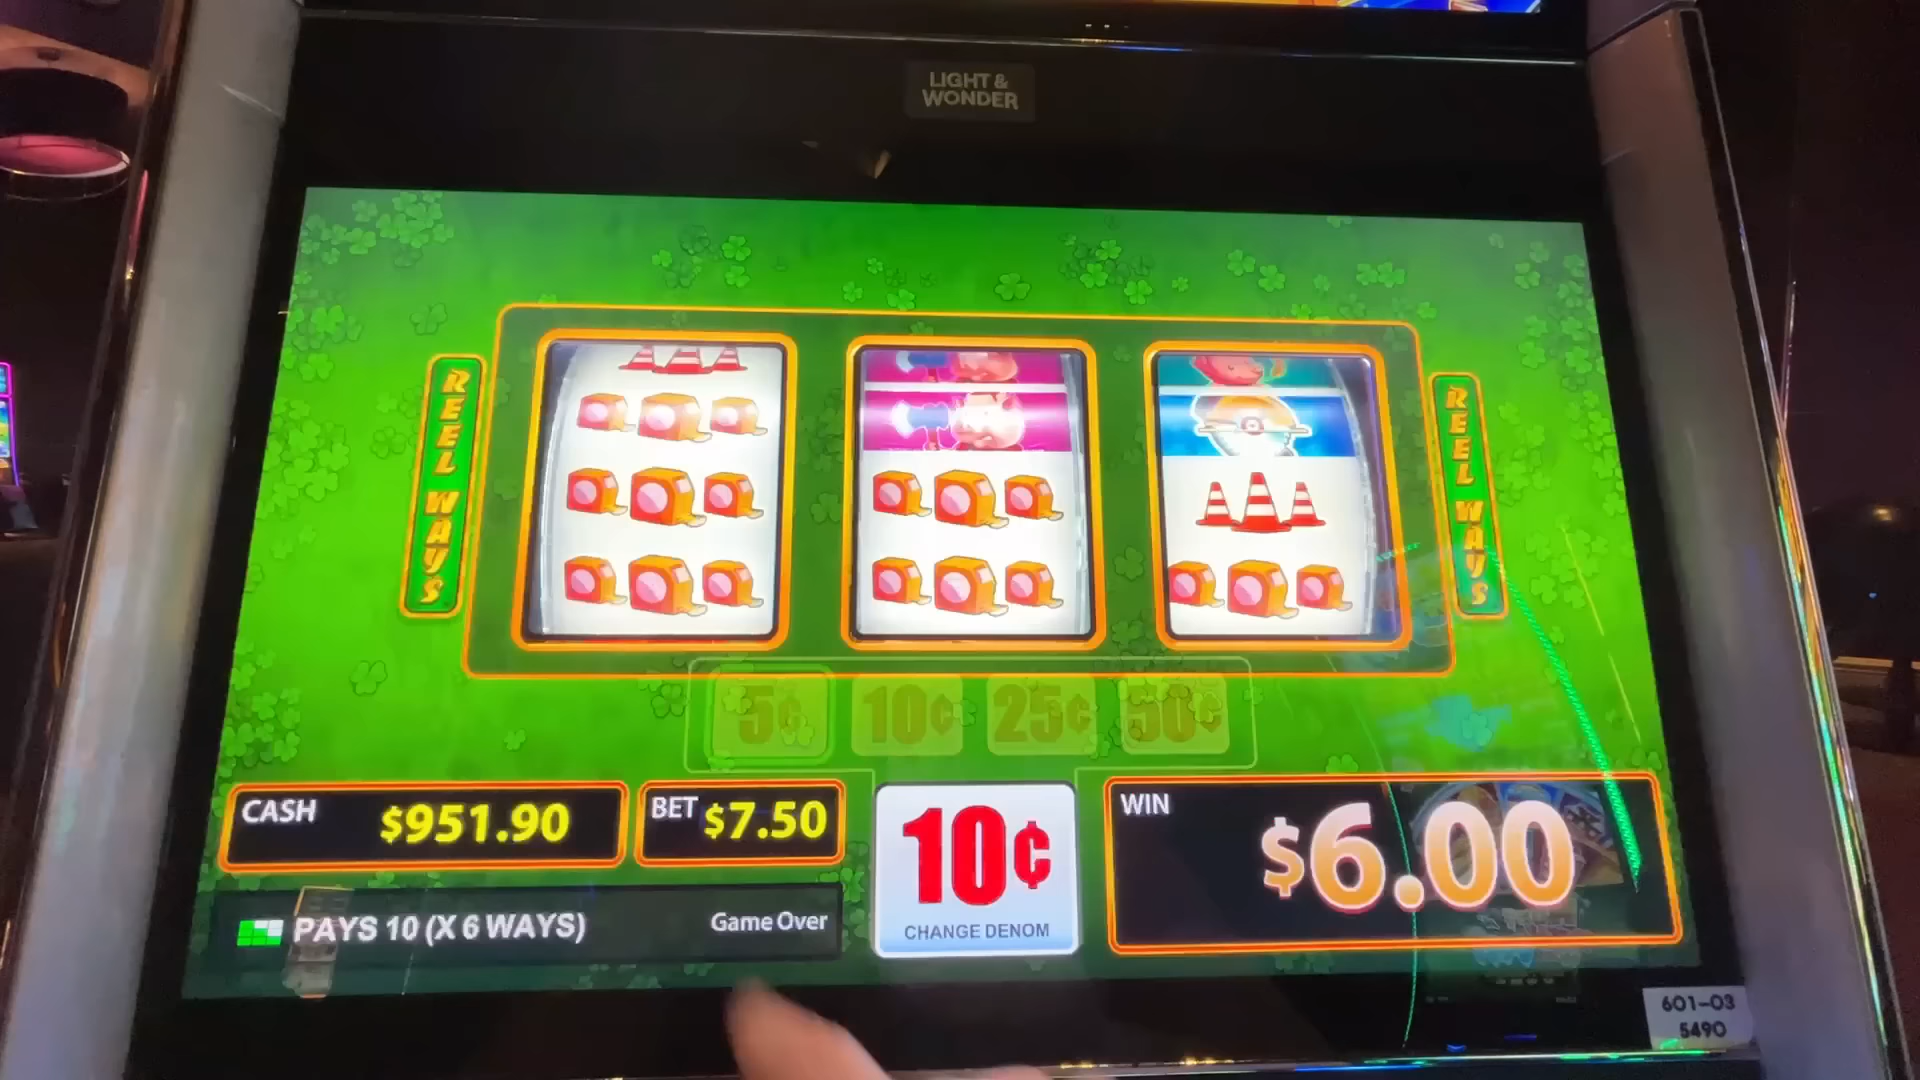 LIGHT &
WONDER
REEL WAYS
REEL WAYS
5¢ 10¢ 25¢ 50¢
CASH $951.90
BET $7.50
10¢
CHANGE DENOM
WIN
$6.00
PAYS 10 (X 6 WAYS)
Game Over
601-03
5490